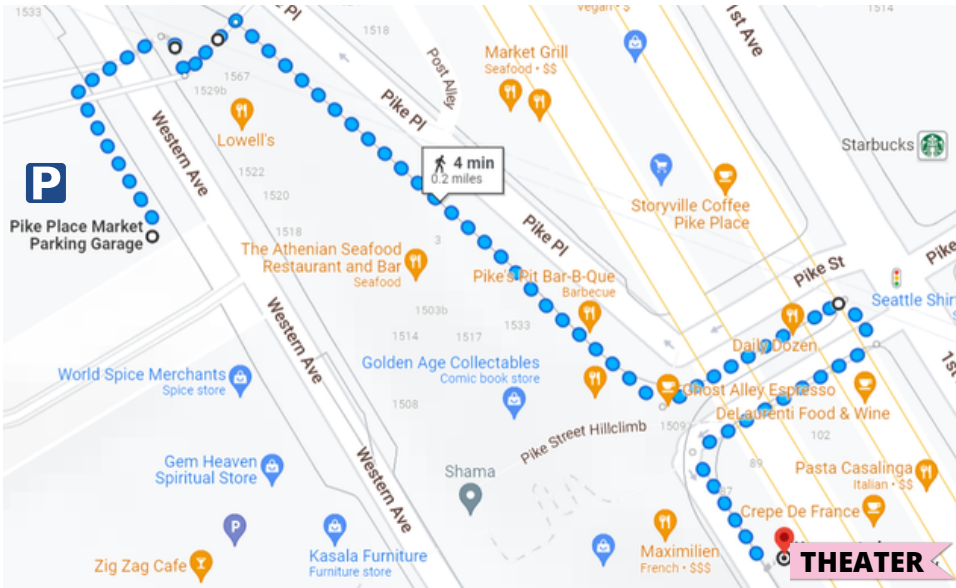 1533
Pl
1518
Vegan • $
1st Ave
1514
Market Grill
Seafood • $$
Post Alley
1567
1529b
Lowell's
Pike Pl
Western Ave
Starbucks
4 min
0.2 miles
P
1522
1520
Storyville Coffee
Pike Place
Pike Place Market
Parking Garage
1518
3
Pike Pl
The Athenian Seafood
Restaurant and Bar
Seafood
Pike's Pit Bar-B-Que
Barbecue
Pike St
Pike
Seattle Shir
1503b
1533
1514
1517
Western Ave
Daily Dozen
Golden Age Collectables
Comic book store
World Spice Merchants
Spice store
1st
Ghost Alley Espresso
1508
DeLaurenti Food & Wine
1509
Pike Street Hillclimb
102
89
87
Western Ave
Gem Heaven
Spiritual Store
Shama
Pasta Casalinga
Italian • $$
Crepe De France
P
Kasala Furniture
Furniture store
Maximilien
French • $$$
Zig Zag Cafe
THEATER